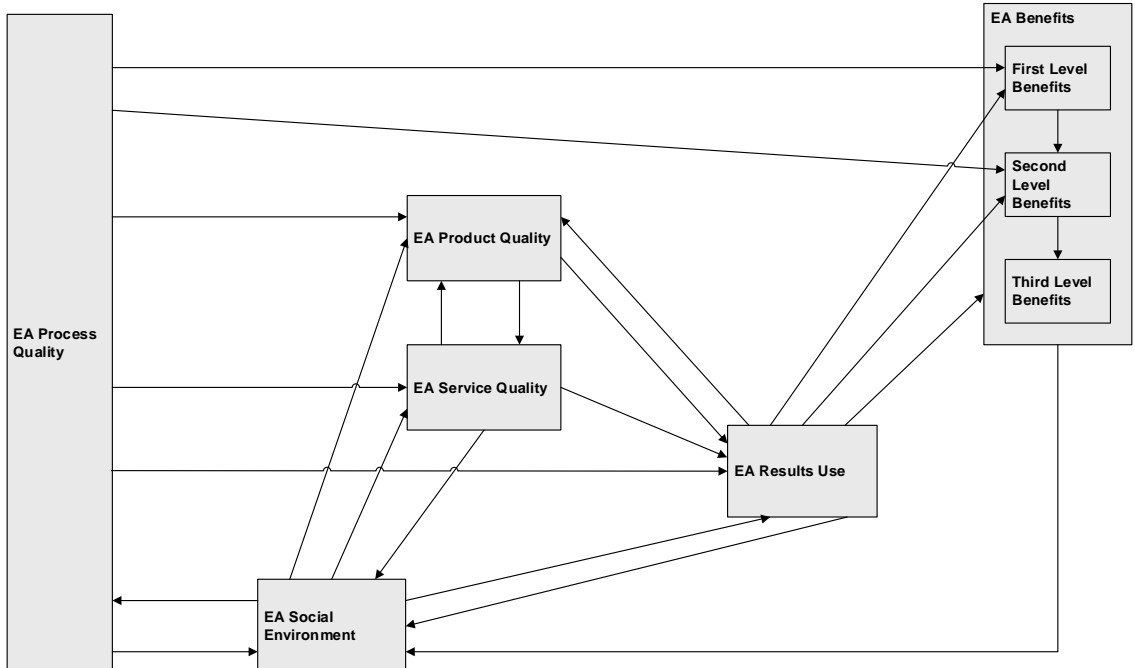 EA Benefits
First Level
Benefits
Second
Level
Benefits
Third Level
Benefits
EA Product Quality
EA Process
Quality
EA Service Quality
EA Results Use
EA Social
Environment